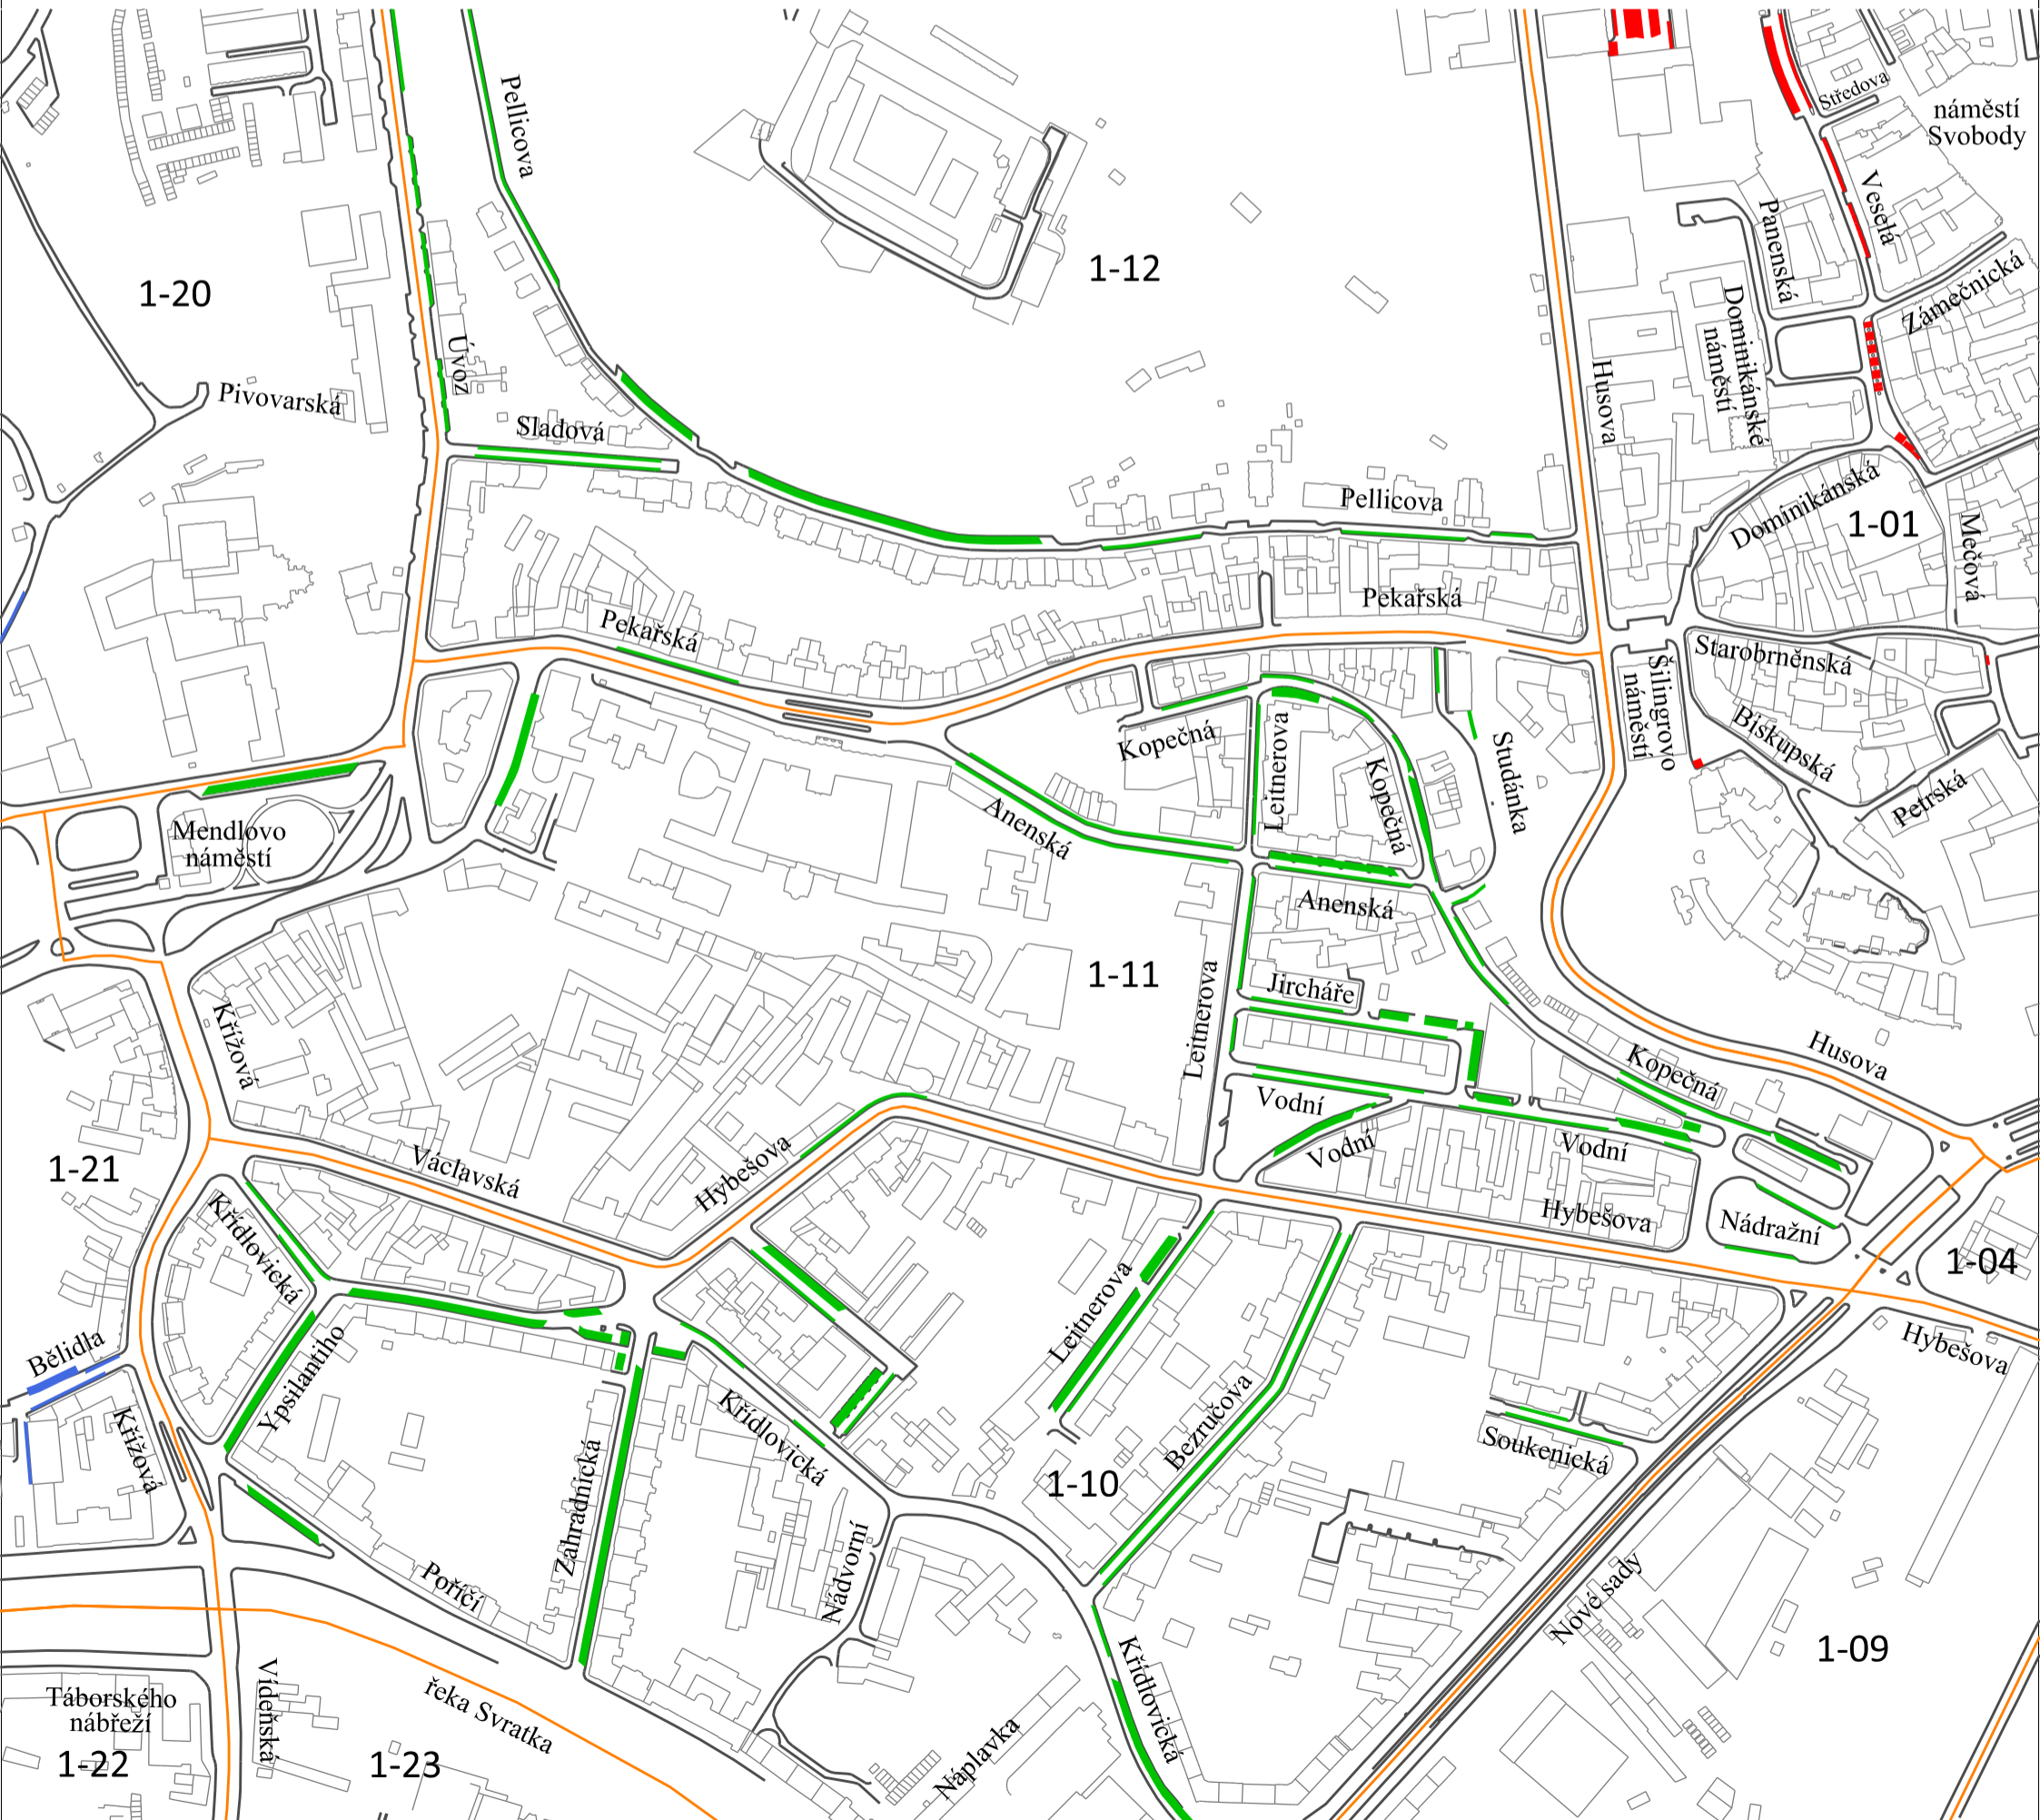 Pellicova
Středova
náměstí
Svobody
Veselá
Panenská
1-12
1-20
Zámečnická
Dominikánské
náměstí
Úvoz
Husova
Pivovarská
Sladová
Pellicova
Dominikánská
1-01
Mečová
Pekařská
Pekařská
Starobrněnská
Šilingrovo
náměstí
Biskupská
Kopečná
Leitnerova
Kopečná
Studánka
Petrská
Mendlovo
náměstí
Anenská
Anenská
1-11
Jircháře
Leitnerova
Křížová
Husova
Kopečná
Vodní
Vodní
Vodní
Václavská
Hybešova
1-21
Křídlovická
Hybešova
Nádražní
1-04
Leitnerova
Bělidla
Ypsilantiho
Hybešova
Křížová
Křídlovická
Bezručova
Soukenická
1-10
Zahradnická
Nádvorní
Poříčí
Nové sady
1-09
Křídlovická
Táborského
nábřeží
Vídeňská
řeka Svratka
1-22
1-23
Náplavka